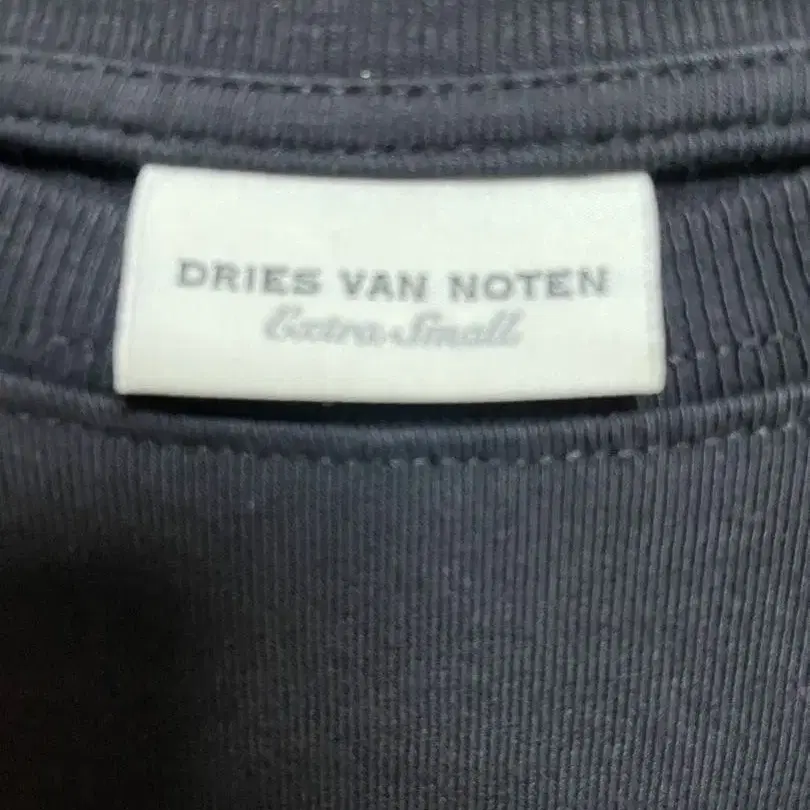 DRIES VAN NOTEN
Extra Small